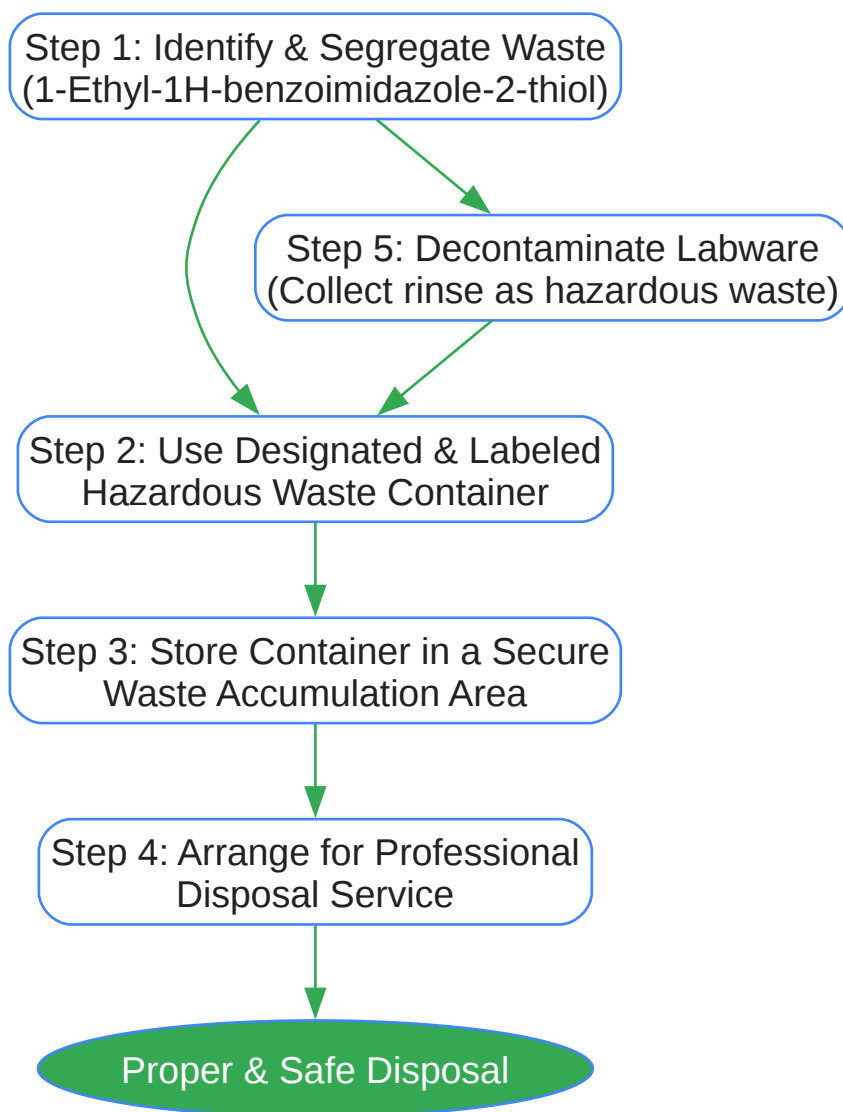 Step 1: Identify & Segregate Waste
(1-Ethyl-1H-benzoimidazole-2-thiol)
Step 5: Decontaminate Labware
(Collect rinse as hazardous waste)
Step 2: Use Designated & Labeled
Hazardous Waste Container
Step 3: Store Container in a Secure
Waste Accumulation Area
Step 4: Arrange for Professional
Disposal Service
Proper & Safe Disposal